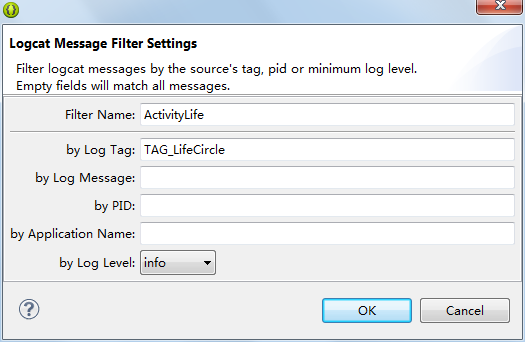 Logcat Message Filter Settings
Filter logcat messages by the source's tag, pid or minimum log level.
Empty fields will match all messages.
Filter Name: ActivityLife
by Log Tag: TAG_LifeCircle
by Log Message:
by PID:
by Application Name:
by Log Level: info
? OK Cancel